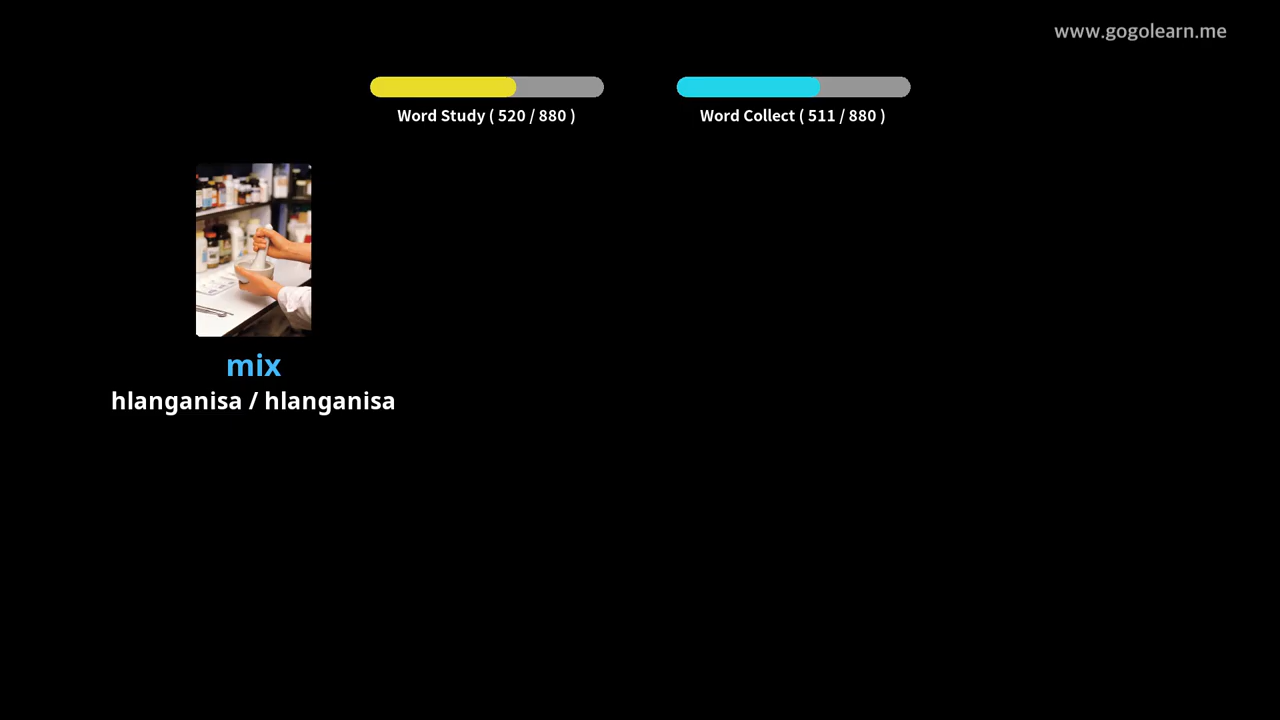 www.gogolearn.me
Word Study ( 520 / 880 )
Word Collect ( 511 / 880 )
mix
hlanganisa / hlanganisa